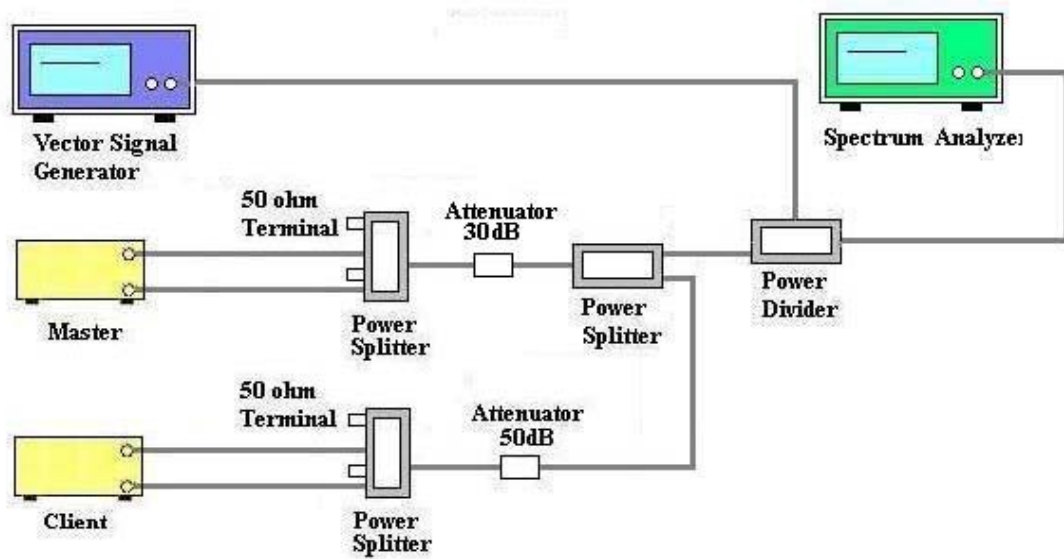 Vector Signal
Generator
Spectrum Analyzer
50 ohm
Terminal
Attenuator
30dB
Master
Power
Splitter
Power
Splitter
Power
Divider
50 ohm
Terminal
Attenuator
50dB
Client
Power
Splitter